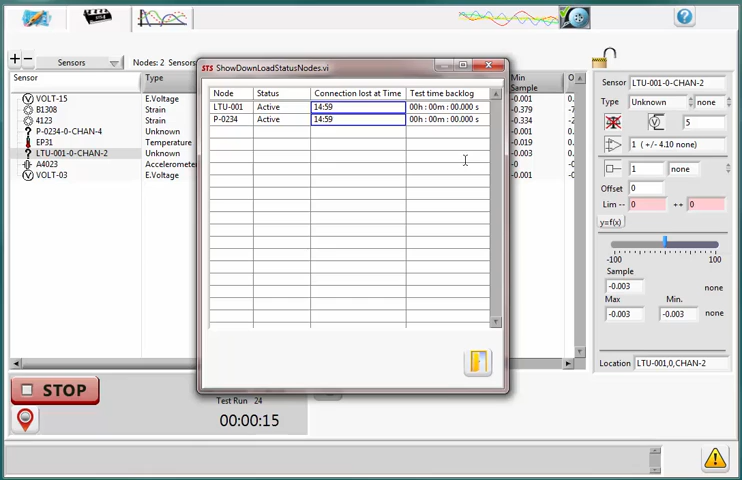 Sensors
Nodes: 2 Sensors
Sensor
Type
VOLT-15
E.Voltage
B1308
Strain
4123
Strain
P-0234-0-CHAN-4
Unknown
EP31
Temperature
LTU-001-0-CHAN-2
Unknown
A4023
Acceleromet
VOLT-03
E.Voltage
STS ShowDownLoadStatusNodes.vi
Node Status Connection lost at Time Test time backlog
LTU-001 Active 14:59 00h : 00m : 00.000 s
P-0234 Active 14:59 00h : 00m : 00.000 s
Min
Sample
O
-0.001
-0.379
-0.334
-0.001
-0.019
-0.003
-0.001
Sensor LTU-001-0-CHAN-2
Type Unknown none
5
1 ( +/- 4.10 none)
1 none
Offset 0
Lim -- 0 ++ 0
y=f(x)
-100 100
Sample
-0.003 none
Max Min.
-0.003 -0.003 none
Location LTU-001,0,CHAN-2
STOP
Test Run 24
00:00:15